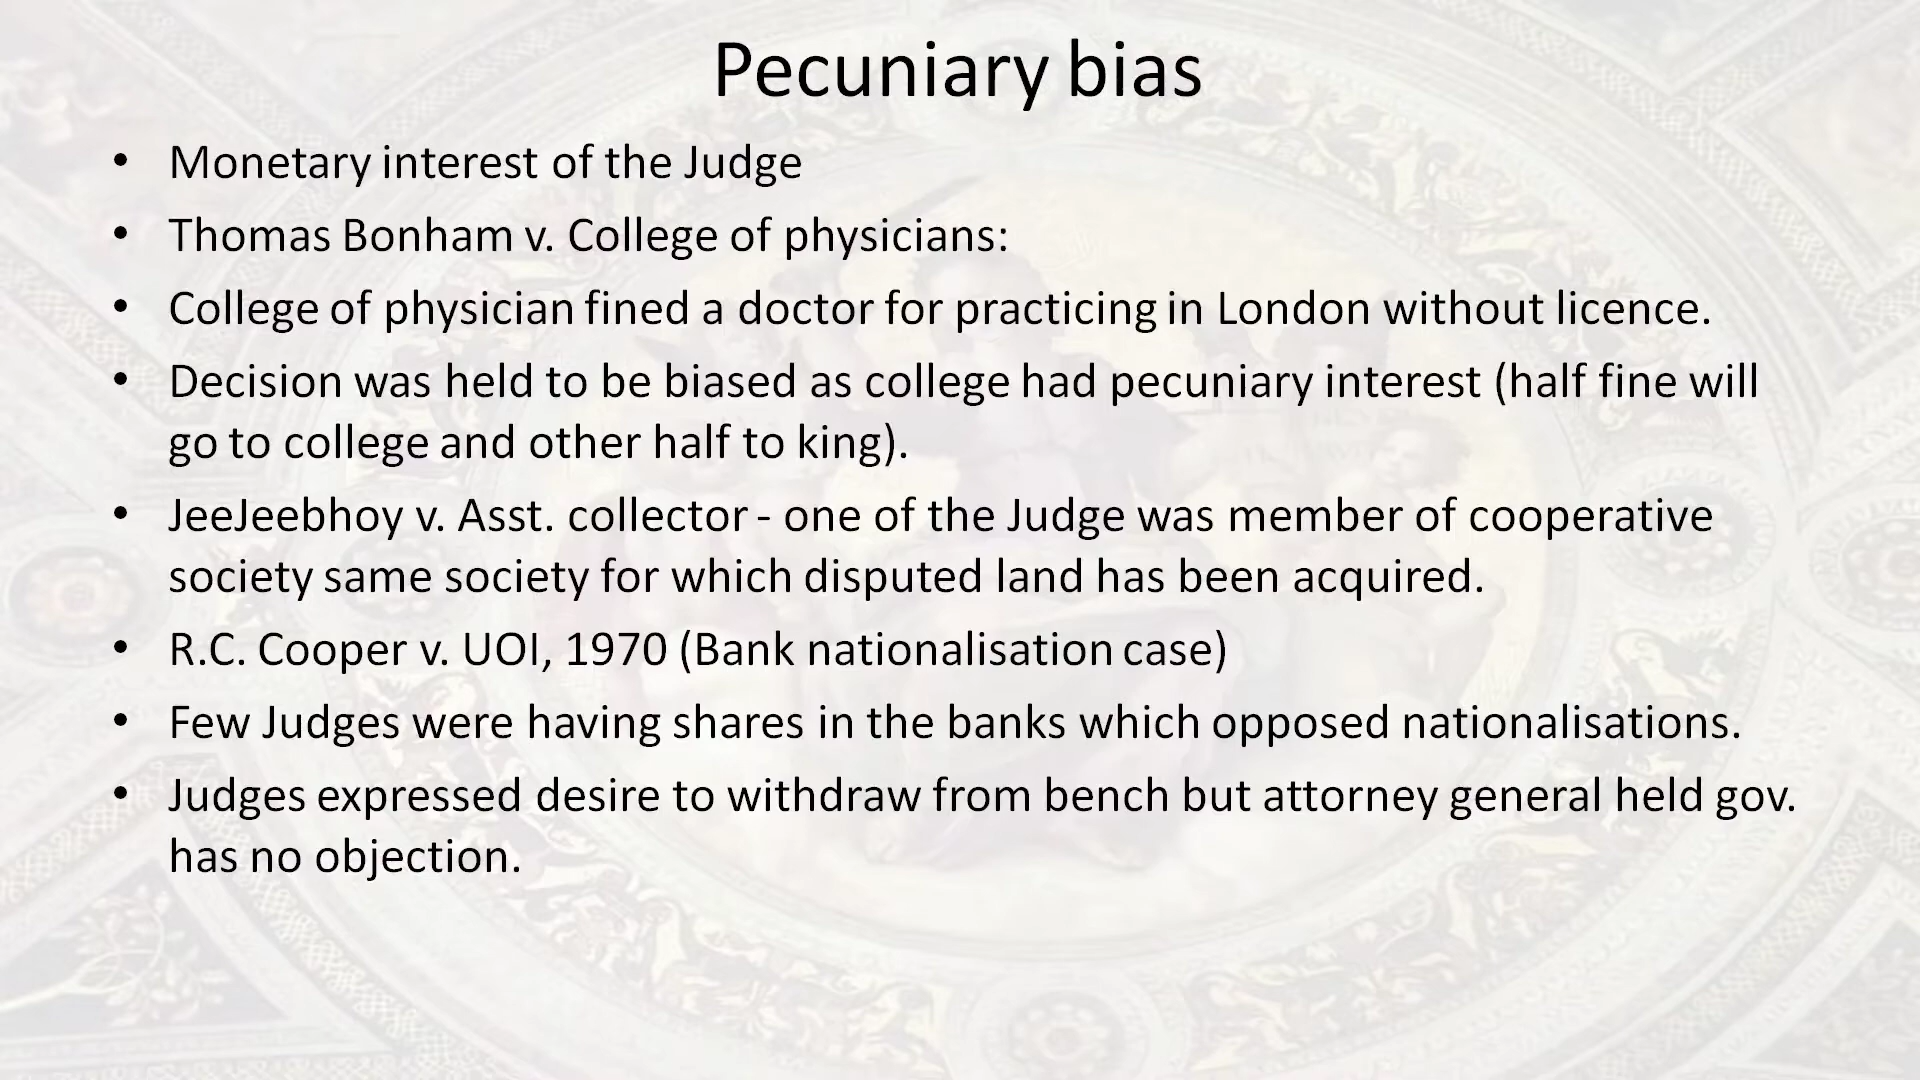 Pecuniary bias
• Monetary interest of the Judge
• Thomas Bonham v. College of physicians:
• College of physician fined a doctor for practicing in London without licence.
• Decision was held to be biased as college had pecuniary interest (half fine will
go to college and other half to king).
• JeeJeebhoy v. Asst. collector - one of the Judge was member of cooperative
society same society for which disputed land has been acquired.
• R.C. Cooper v. UOI, 1970 (Bank nationalisation case)
• Few Judges were having shares in the banks which opposed nationalisations.
• Judges expressed desire to withdraw from bench but attorney general held gov.
has no objection.